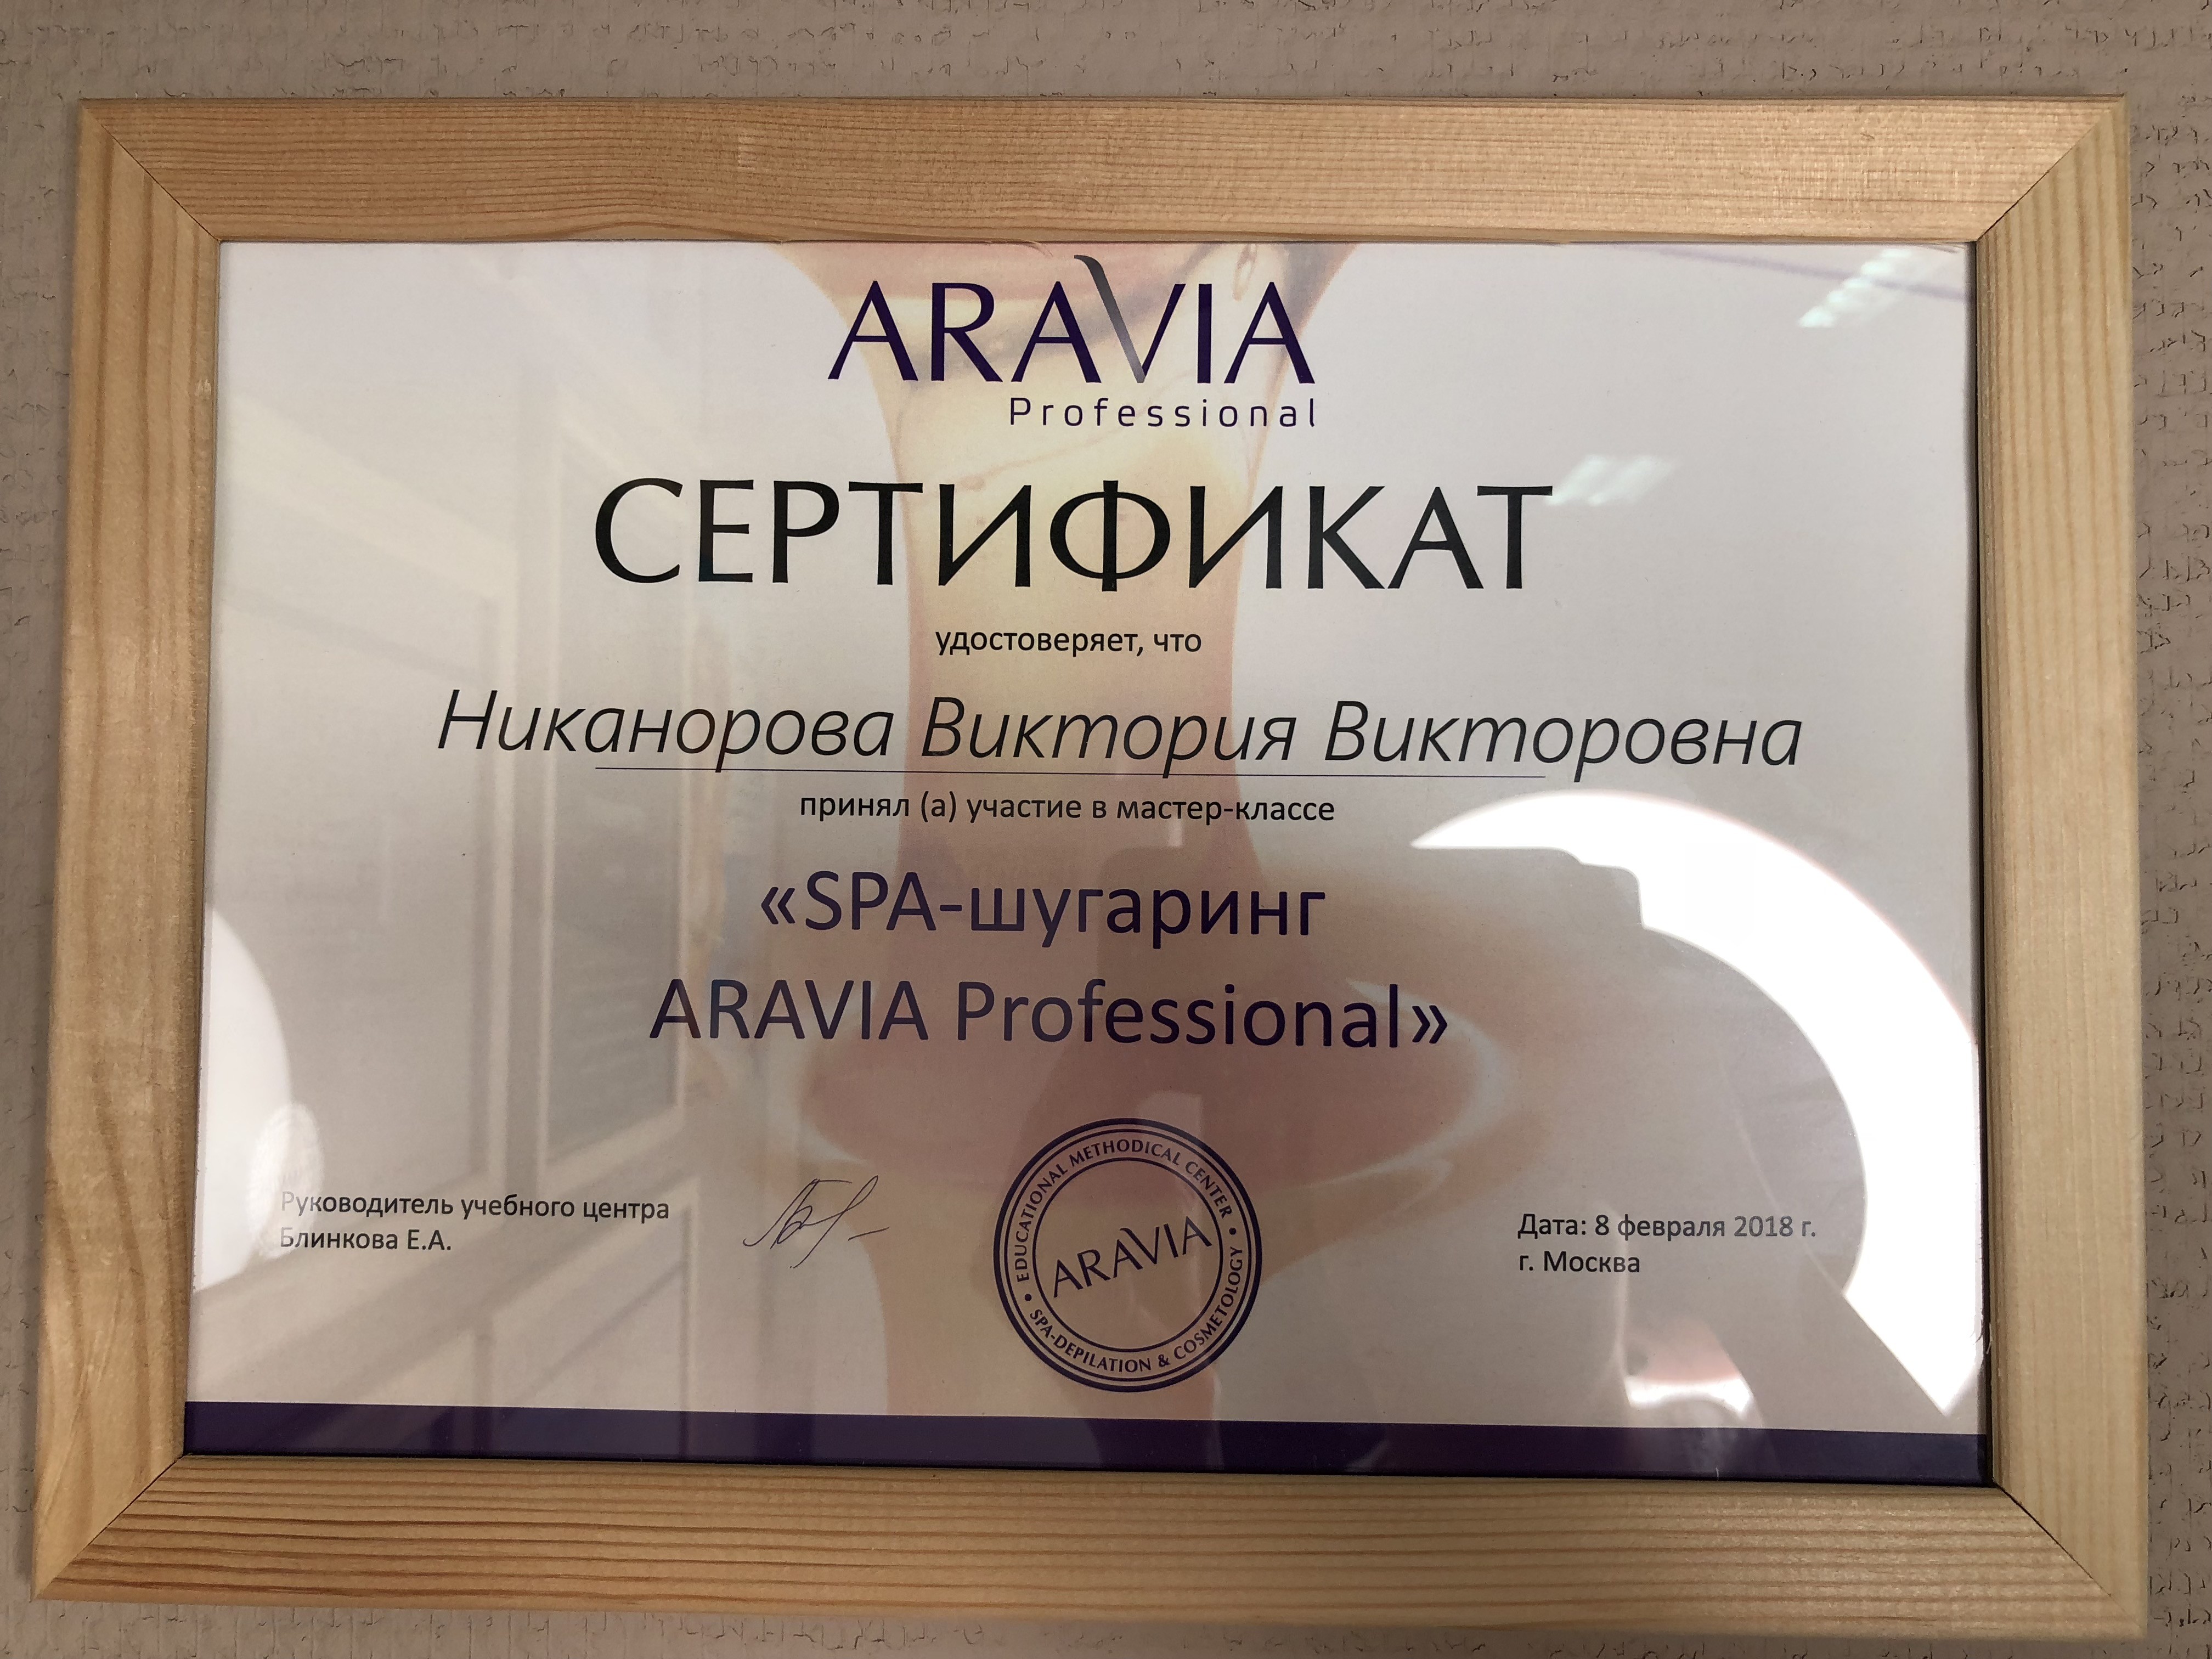 ARAVIA
Professional
СЕРТИФИКАТ
удостоверяет, что
Никанорова Виктория Викторовна
принял (а) участие в мастер-классе
«SPA-шугаринг
ARAVIA Professional»
Руководитель учебного центра
Блинкова Е.А.
EDUCATIONAL METHODICAL CENTER
ARAVIA
SPA-DEPILATION & COSMETOLOGY
Дата: 8 февраля 2018 г.
г. Москва